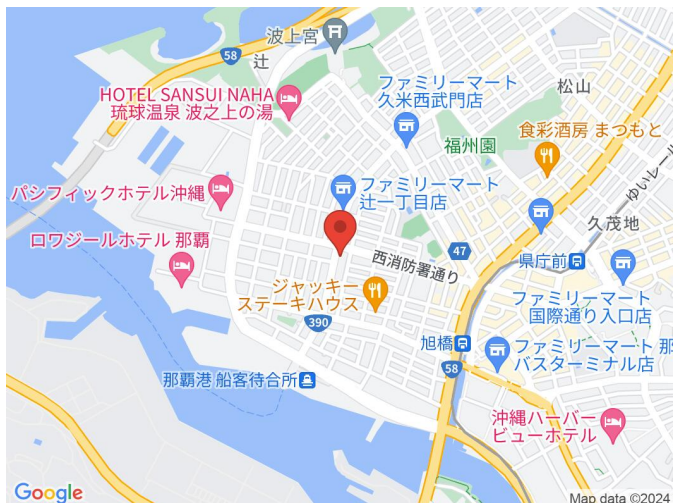 58
波上宮
辻
松山
HOTEL SANSUI NAHA
琉球温泉 波之上の湯
ファミリーマート
久米西武門店
福州園
食彩酒房 まつもと
ゆいレール
パシフィックホテル沖縄
ファミリーマート
辻一丁目店
久茂地
ロワジールホテル 那覇
西消防署通り
47
県庁前
ジャッキー
ステーキハウス
ファミリーマート
国際通り入口店
390
旭橋
ファミリーマート 那
バスターミナル店
那覇港 船客待合所
58
沖縄ハーバー
ビューホテル
Google
Map data ©2024